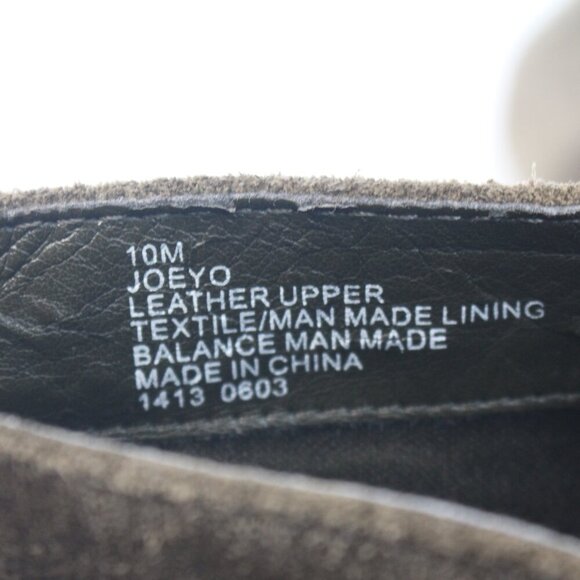 10M
JOEYO
LEATHER UPPER
TEXTILE/MAN MADE LINING
BALANCE MAN MADE
MADE IN CHINA
1413 0603